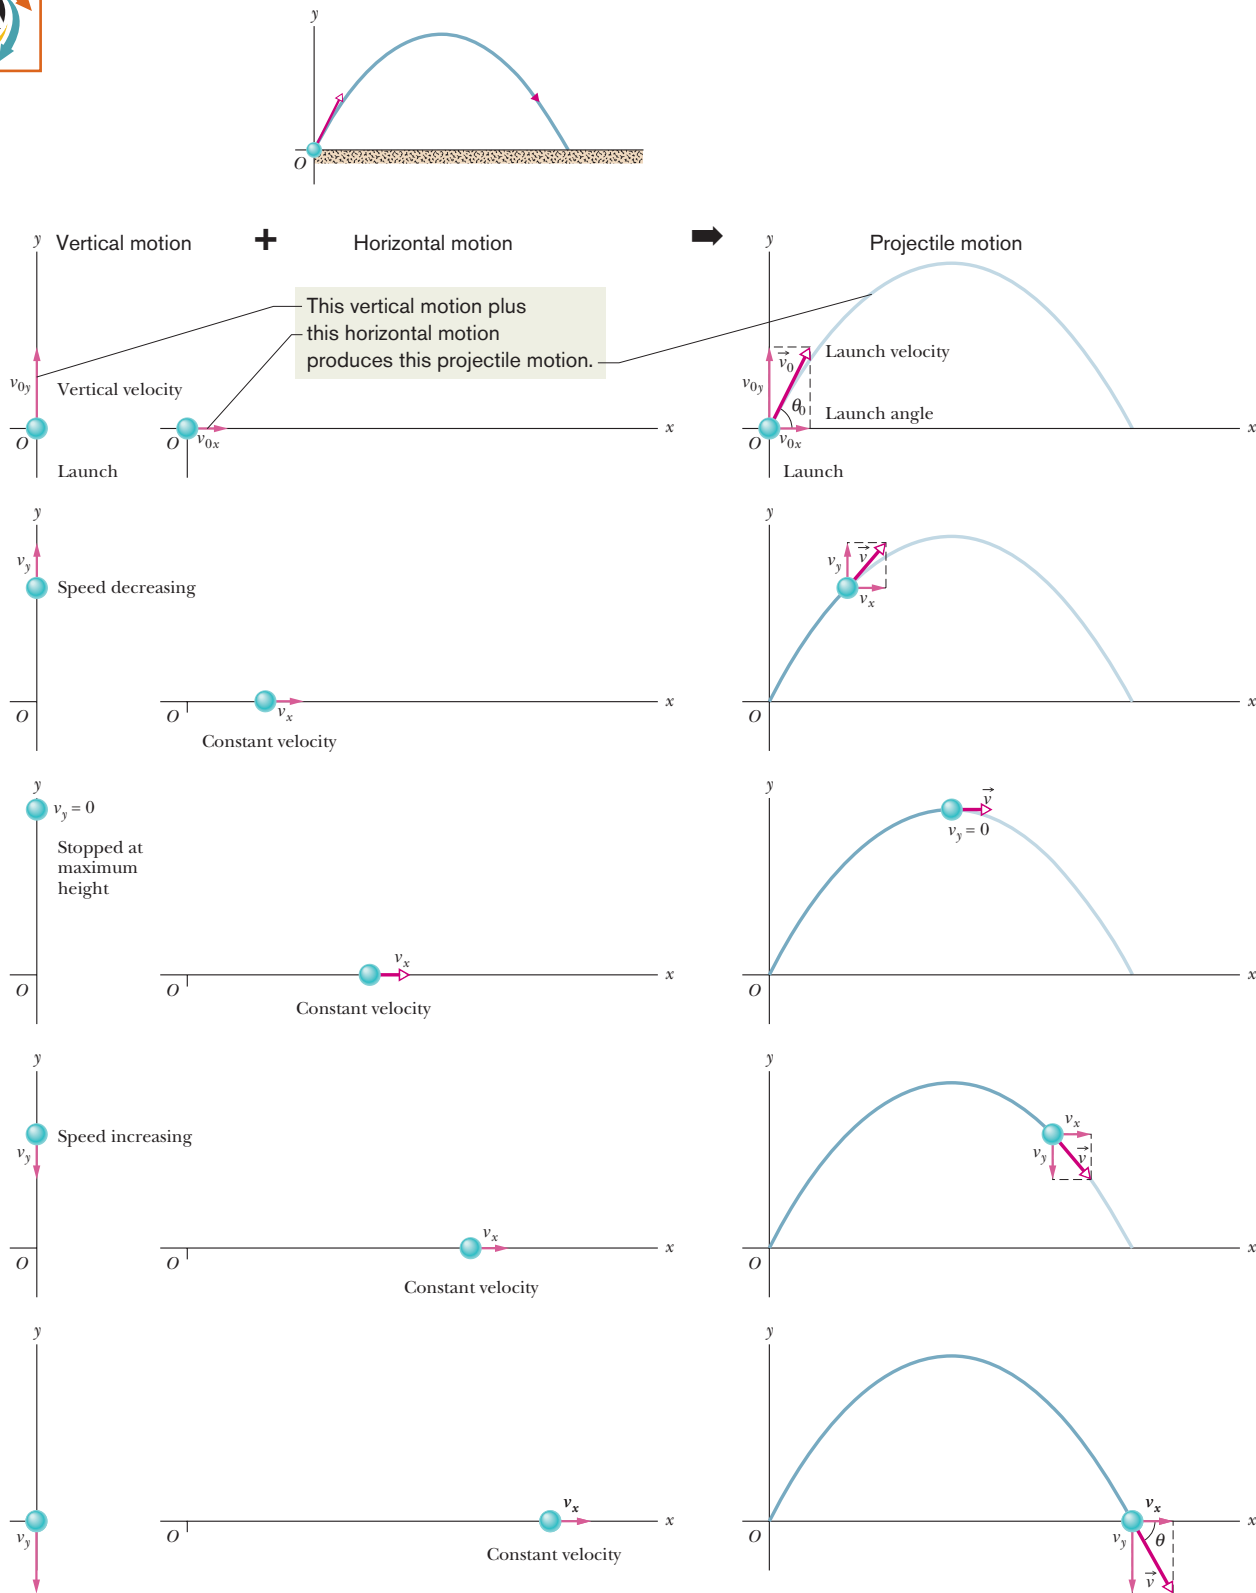 y
O
Vertical motion + Horizontal motion ➡ Projectile motion
y
y
This vertical motion plus
this horizontal motion
produces this projectile motion.
v0y
Vertical velocity
O
Launch
O
v0x
x
v0y
v⃗0
Launch velocity
θ0
Launch angle
O
v0x
x
Launch
y
vy
Speed decreasing
O
O
vx
x
Constant velocity
y
vy
v⃗
vx
O
x
y
vy = 0
Stopped at
maximum
height
O
O
vx
x
Constant velocity
y
v⃗
vy = 0
O
x
y
Speed increasing
vy
O
O
vx
x
Constant velocity
y
vx
vy
v⃗
O
x
y
vy
O
vx
x
Constant velocity
y
O
vx
x
vy
θ
v⃗